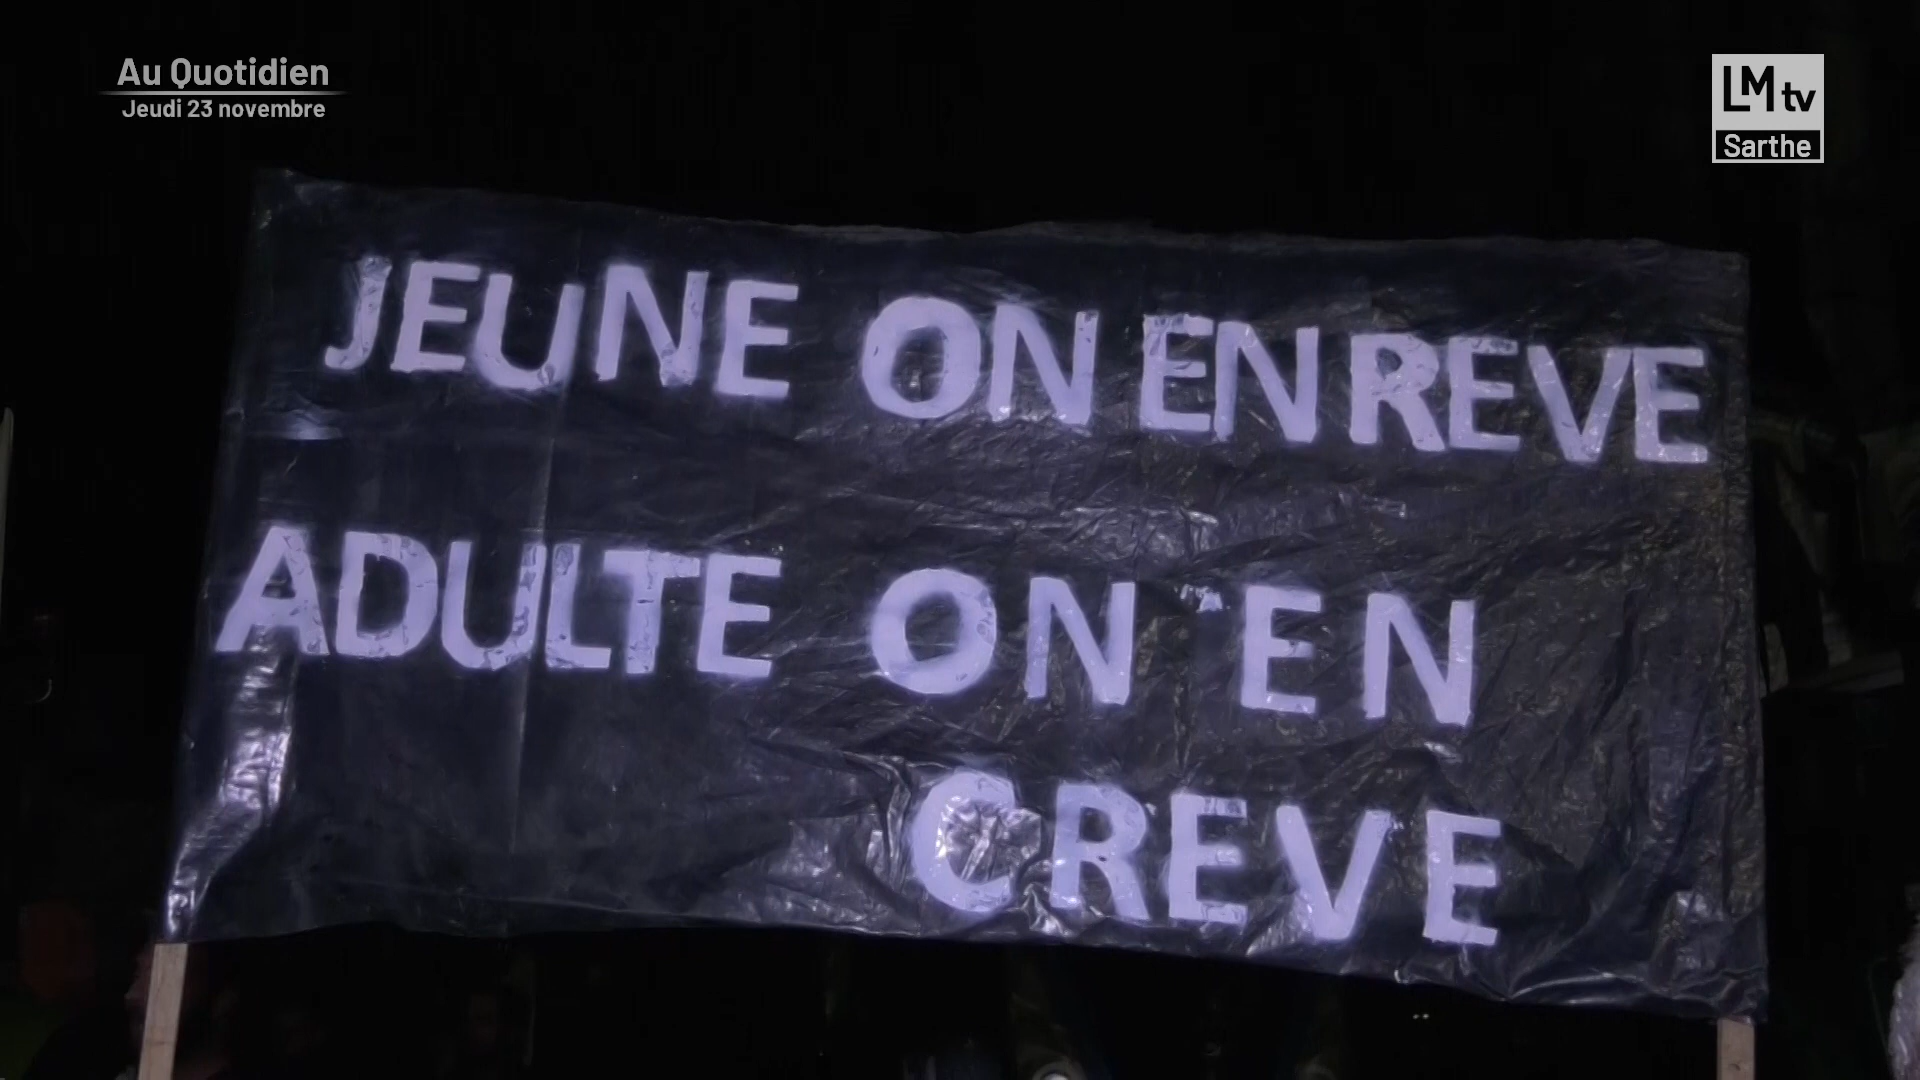 Au Quotidien
Jeudi 23 novembre
LM tv
Sarthe
JEUNE ON EN REVE
ADULTE ON EN
CREVE